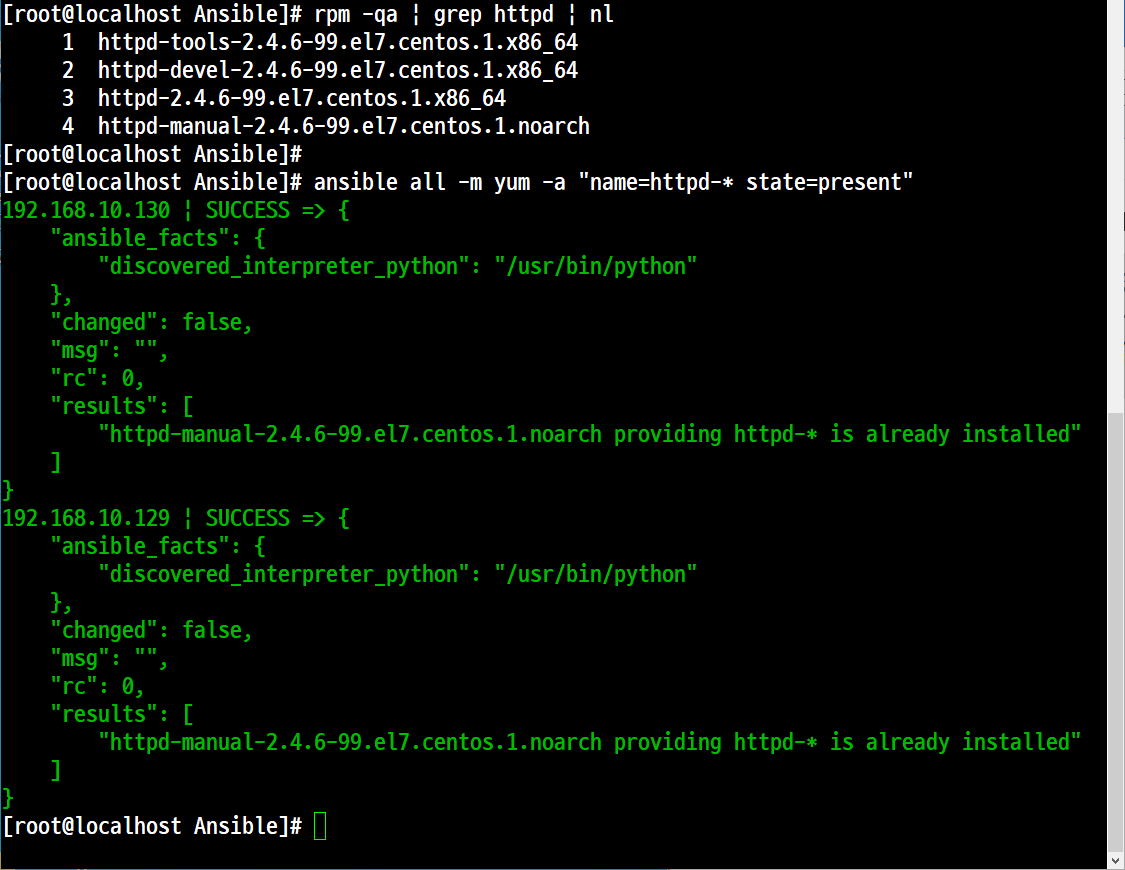 [root@localhost Ansible]# rpm -qa | grep httpd | nl
     1  httpd-tools-2.4.6-99.el7.centos.1.x86_64
     2  httpd-devel-2.4.6-99.el7.centos.1.x86_64
     3  httpd-2.4.6-99.el7.centos.1.x86_64
     4  httpd-manual-2.4.6-99.el7.centos.1.noarch
[root@localhost Ansible]#
[root@localhost Ansible]# ansible all -m yum -a "name=httpd-* state=present"
192.168.10.130 | SUCCESS => {
    "ansible_facts": {
        "discovered_interpreter_python": "/usr/bin/python"
    },
    "changed": false,
    "msg": "",
    "rc": 0,
    "results": [
        "httpd-manual-2.4.6-99.el7.centos.1.noarch providing httpd-* is already installed"
    ]
}
192.168.10.129 | SUCCESS => {
    "ansible_facts": {
        "discovered_interpreter_python": "/usr/bin/python"
    },
    "changed": false,
    "msg": "",
    "rc": 0,
    "results": [
        "httpd-manual-2.4.6-99.el7.centos.1.noarch providing httpd-* is already installed"
    ]
}
[root@localhost Ansible]#